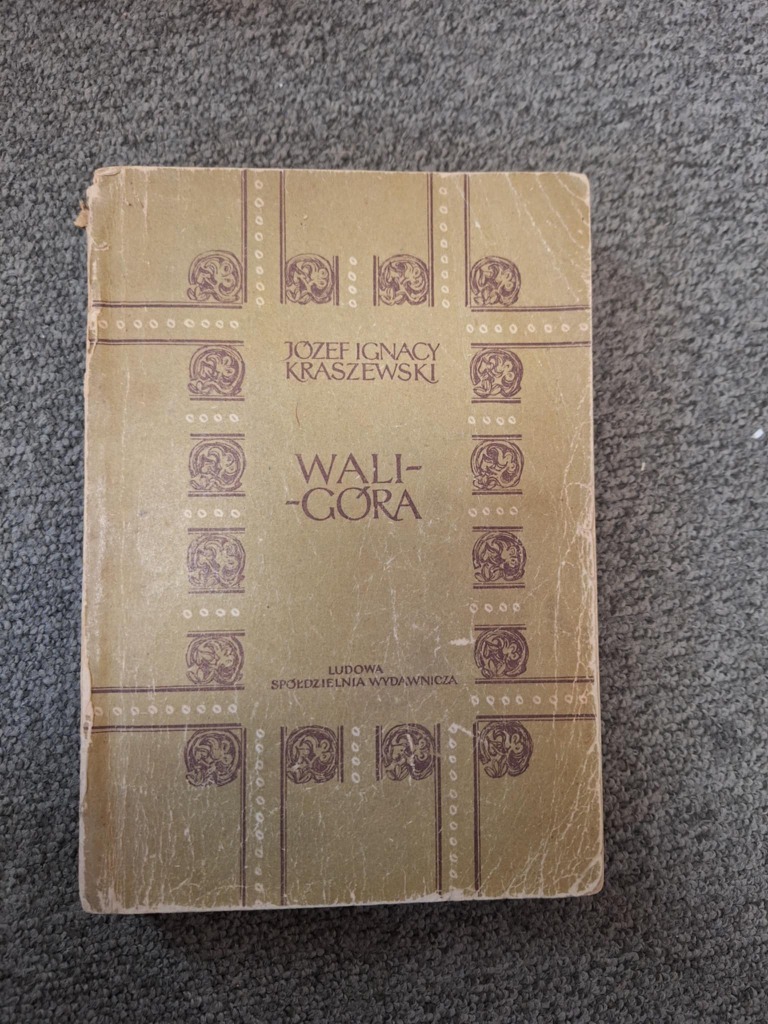 JÓZEF IGNACY
KRASZEWSKI
WALI-
-GÓRA
LUDOWA
SPÓŁDZIELNIA WYDAWNICZA